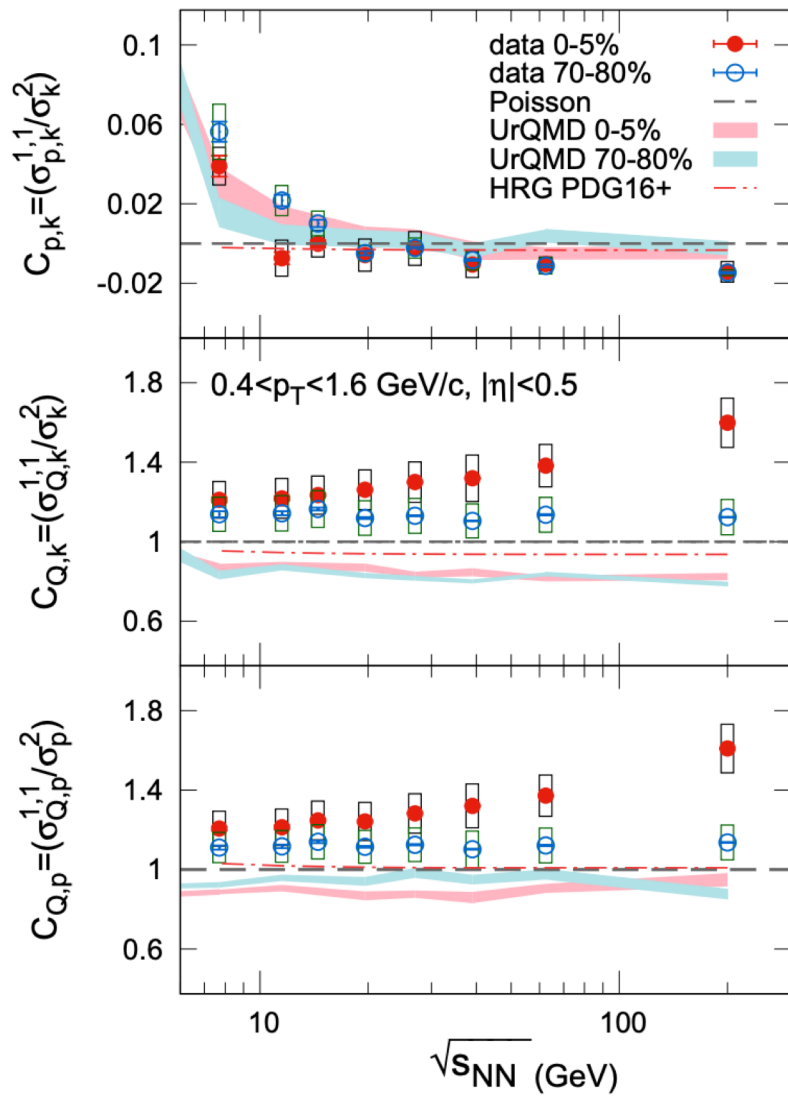 data 0-5%
data 70-80%
Poisson
UrQMD 0-5%
UrQMD 70-80%
HRG PDG16+
C_{p,k}=(σ^{1,1}_{p,k}/σ^2_k)
0.1
0.06
0.02
-0.02
0.4<p_T<1.6 GeV/c, |η|<0.5
C_{Q,k}=(σ^{1,1}_{Q,k}/σ^2_k)
1.8
1.4
1
0.6
C_{Q,p}=(σ^{1,1}_{Q,p}/σ^2_p)
1.8
1.4
1
0.6
10
100
√s_{NN} (GeV)